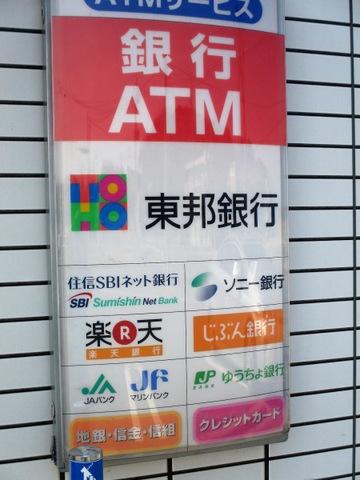 ATMサービス
銀行
ATM
TOHO 東邦銀行
住信SBIネット銀行
SBI Sumishin Net Bank
ソニー銀行
楽R天
楽天銀行
じぶん銀行
JA
JAバンク
JF
マリンバンク
JP
BANK
ゆうちょ銀行
地銀・信金・信組
クレジットカード